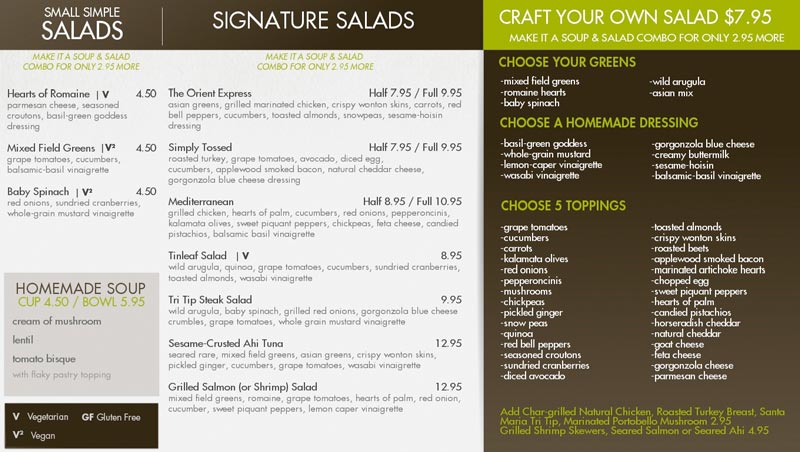 SMALL SIMPLE
SALADS
MAKE IT A SOUP & SALAD
COMBO FOR ONLY 2.95 MORE
Hearts of Romaine | V 4.50
parmesan cheese, seasoned
croutons, basil-green goddess
dressing
Mixed Field Greens |V² 4.50
grape tomatoes, cucumbers,
balsamic-basil vinaigrette
Baby Spinach | V² 4.50
red onions, sundried cranberries,
whole-grain mustard vinaigrette
HOMEMADE SOUP
CUP 4.50 / BOWL 5.95
cream of mushroom
lentil
tomato bisque
with flaky pastry topping
V Vegetarian GF Gluten Free
V² Vegan
SIGNATURE SALADS
MAKE IT A SOUP & SALAD
COMBO FOR ONLY 2.95 MORE
The Orient Express Half 7.95 / Full 9.95
asian greens, grilled marinated chicken, crispy wonton skins, carrots, red
bell peppers, cucumbers, toasted almonds, snowpeas, sesame-hoisin
dressing
Simply Tossed Half 7.95 / Full 9.95
roasted turkey, grape tomatoes, avocado, diced egg,
cucumbers, applewood smoked bacon, natural cheddar cheese,
gorgonzola blue cheese dressing
Mediterranean Half 8.95 / Full 10.95
grilled chicken, hearts of palm, cucumbers, red onions, pepperoncinis,
kalamata olives, sweet piquant peppers, chickpeas, feta cheese, candied
pistachios, balsamic basil vinaigrette
Tinleaf Salad | V 8.95
wild arugula, quinoa, grape tomatoes, cucumbers, sundried cranberries,
toasted almonds, wasabi vinaigrette
Tri Tip Steak Salad 9.95
wild arugula, baby spinach, grilled red onions, gorgonzola blue cheese
crumbles, grape tomatoes, whole grain mustard vinaigrette
Sesame-Crusted Ahi Tuna 12.95
seared rare, mixed field greens, asian greens, crispy wonton skins,
pickled ginger, cucumbers, grape tomatoes, wasabi vinaigrette
Grilled Salmon (or Shrimp) Salad 12.95
mixed field greens, romaine, grape tomatoes, hearts of palm, red onion,
cucumber, sweet piquant peppers, lemon caper vinaigrette
CRAFT YOUR OWN SALAD $7.95
MAKE IT A SOUP & SALAD COMBO FOR ONLY 2.95 MORE
CHOOSE YOUR GREENS
-mixed field greens
-romaine hearts
-baby spinach
-wild arugula
-asian mix
CHOOSE A HOMEMADE DRESSING
-basil-green goddess
-whole-grain mustard
-lemon-caper vinaigrette
-wasabi vinaigrette
-gorgonzola blue cheese
-creamy buttermilk
-sesame-hoisin
-balsamic-basil vinaigrette
CHOOSE 5 TOPPINGS
-grape tomatoes
-cucumbers
-carrots
-kalamata olives
-red onions
-pepperoncinis
-mushrooms
-chickpeas
-pickled ginger
-snow peas
-quinoa
-red bell peppers
-seasoned croutons
-sundried cranberries
-diced avocado
-toasted almonds
-crispy wonton skins
-roasted beets
-applewood smoked bacon
-marinated artichoke hearts
-chopped egg
-sweet piquant peppers
-hearts of palm
-candied pistachios
-horseradish cheddar
-natural cheddar
-goat cheese
-feta cheese
-gorgonzola cheese
-parmesan cheese
Add Char-grilled Natural Chicken, Roasted Turkey Breast, Santa
Maria Tri Tip, Marinated Portobello Mushroom 2.95
Grilled Shrimp Skewers, Seared Salmon or Seared Ahi 4.95